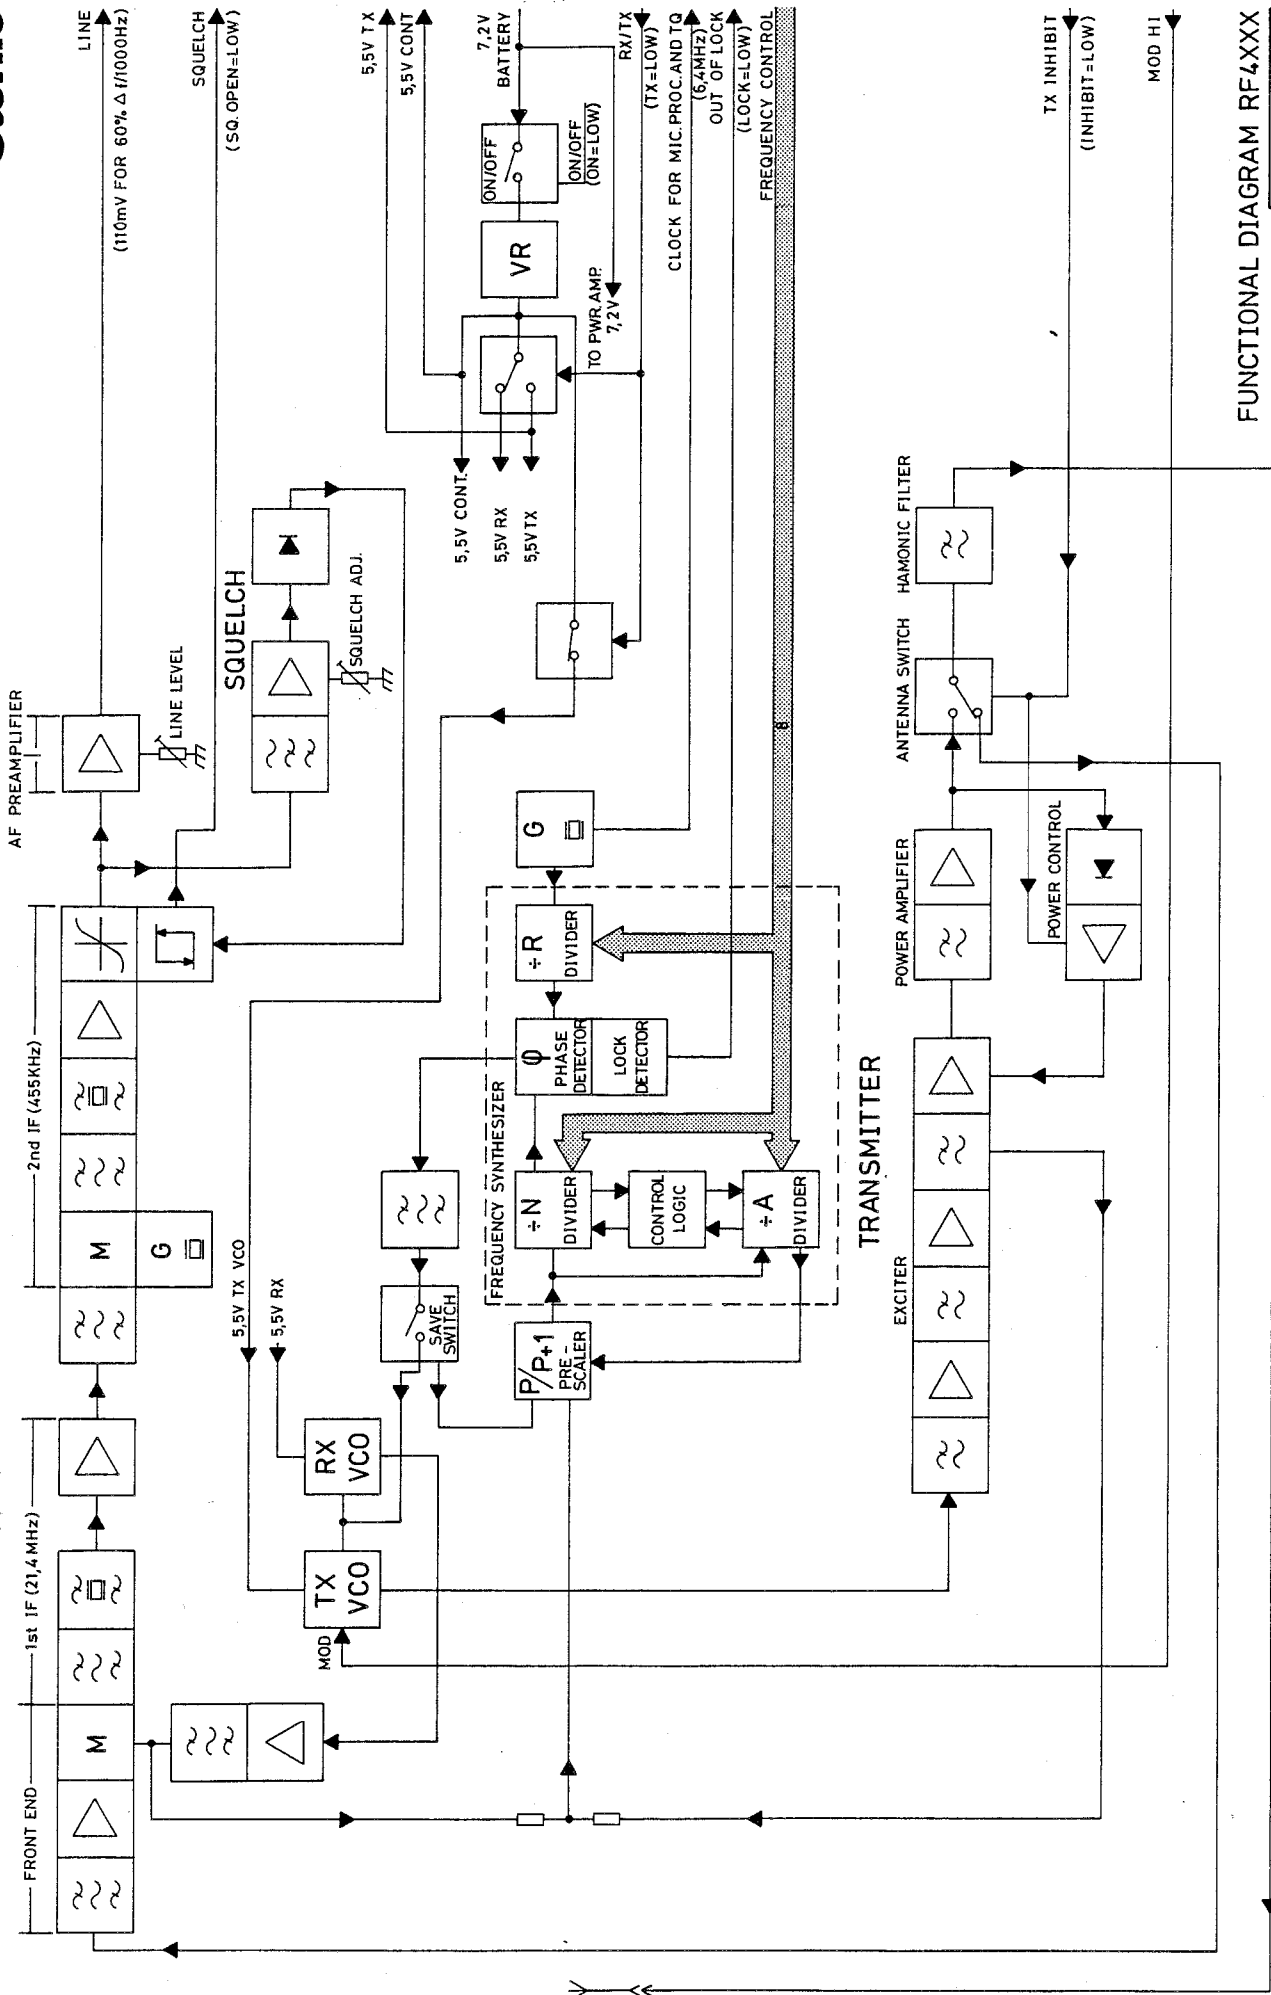 LINE
(110mV FOR 60% Δ f/1000Hz)
SQUELCH
(SQ. OPEN=LOW)
5,5V TX
5,5V CONT
7,2V
BATTERY
RX/TX
(TX=LOW)
CLOCK FOR MIC.PROC.AND TQ
(6,4MHz)
OUT OF LOCK
(LOCK=LOW)
FREQUENCY CONTROL
TX INHIBIT
(INHIBIT=LOW)
MOD HI
AF PREAMPLIFIER
LINE LEVEL
SQUELCH
SQUELCH ADJ.
ON/OFF
ON/OFF
(ON=LOW)
VR
TO PWR.AMP.
7,2V
5,5V CONT.
5,5V RX
5,5V TX
2nd IF (455KHz)
M
G
1st IF (21,4MHz)
FRONT END
M
5,5V TX VCO
5,5V RX
RX
VCO
TX
VCO
MOD
SAVE
SWITCH
FREQUENCY SYNTHESIZER
G
÷R
DIVIDER
φ
PHASE
DETECTOR
LOCK
DETECTOR
÷N
DIVIDER
CONTROL
LOGIC
÷A
DIVIDER
P/P+1
PRE-
SCALER
8
TRANSMITTER
EXCITER
POWER AMPLIFIER
POWER CONTROL
ANTENNA SWITCH
HAMONIC FILTER
FUNCTIONAL DIAGRAM RF4XXX